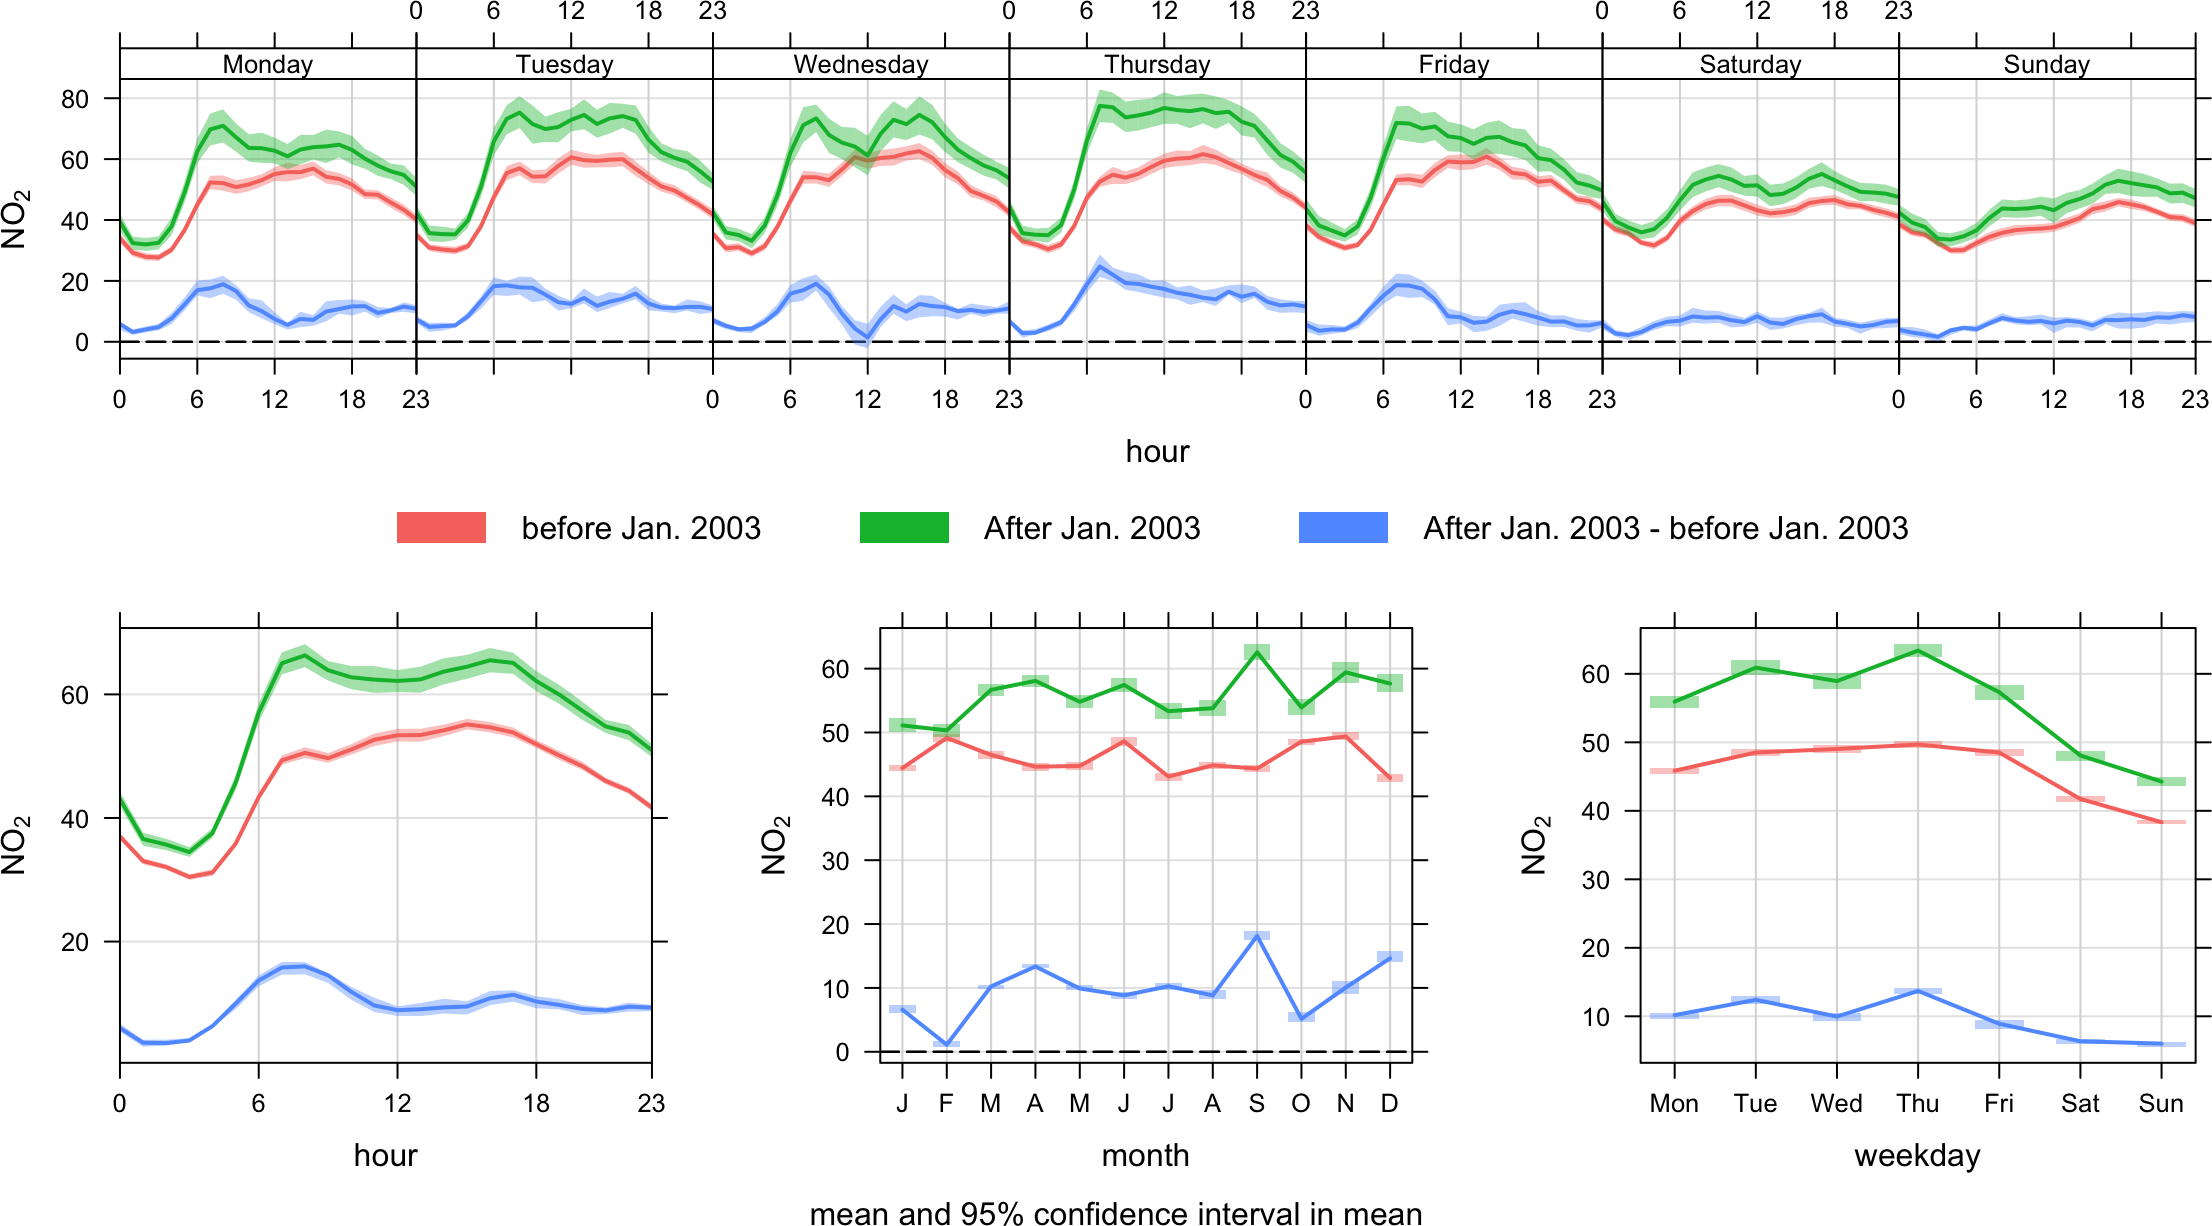 0 6 12 18 23 0 6 12 18 23 0 6 12 18 23
Monday Tuesday Wednesday Thursday Friday Saturday Sunday
80
60
40
20
0
NO2
0 6 12 18 23 0 6 12 18 23 0 6 12 18 23 0 6 12 18 23
hour
before Jan. 2003 After Jan. 2003 After Jan. 2003 - before Jan. 2003
60
40
20
NO2
0 6 12 18 23
hour
60
50
40
30
20
10
0
NO2
J F M A M J J A S O N D
month
60
50
40
30
20
10
NO2
Mon Tue Wed Thu Fri Sat Sun
weekday
mean and 95% confidence interval in mean